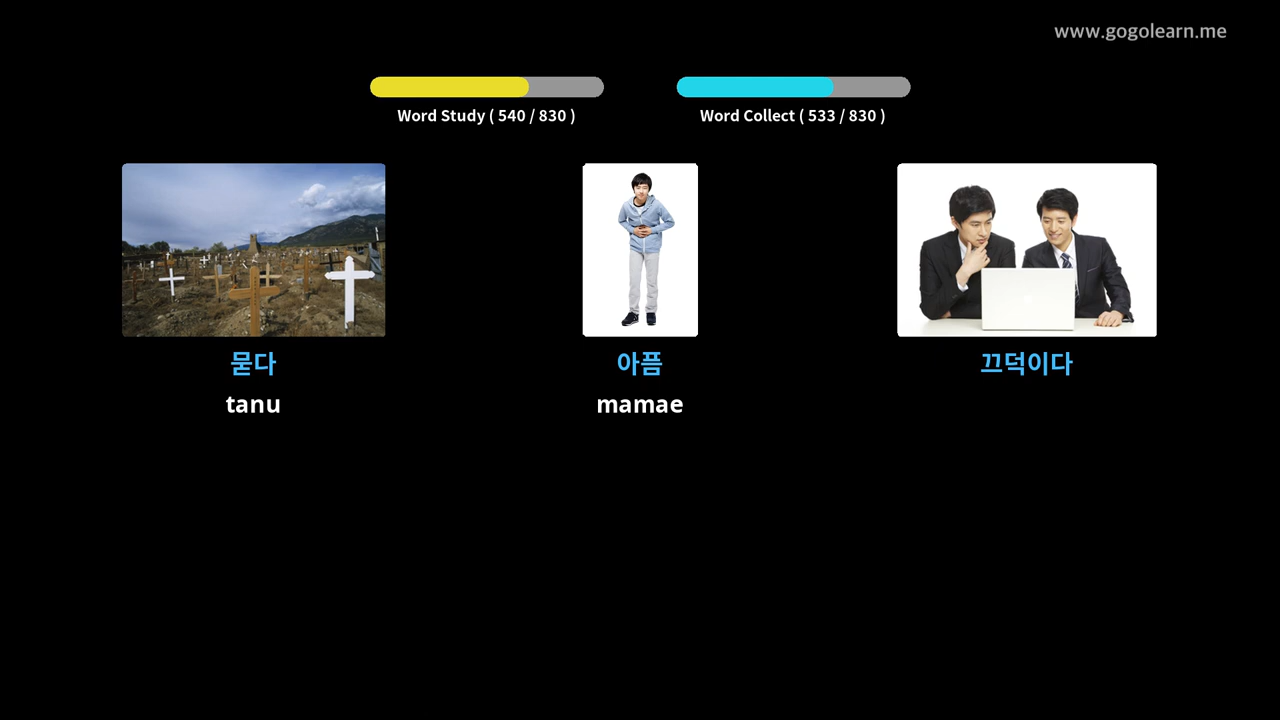 www.gogolearn.me
Word Study ( 540 / 830 )
Word Collect ( 533 / 830 )
묻다
아픔
끄덕이다
tanu
mamae